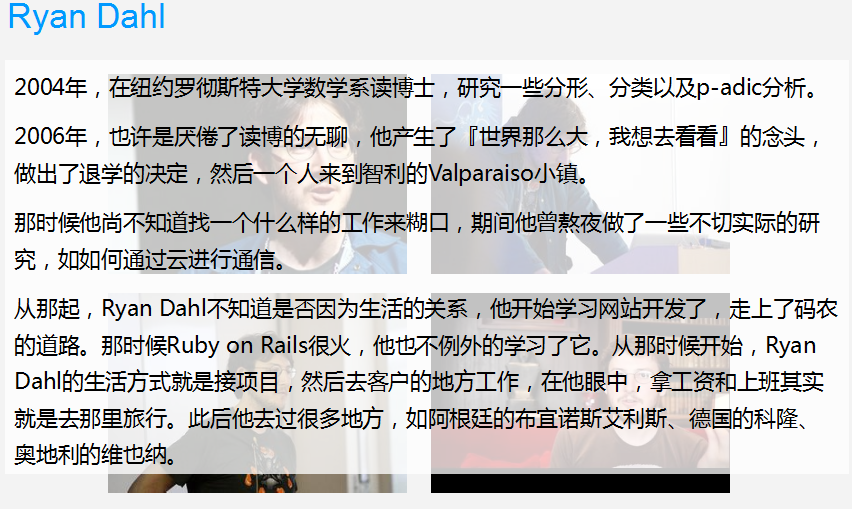 Ryan Dahl
2004年，在纽约罗彻斯特大学数学系读博士，研究一些分形、分类以及p-adic分析。
2006年，也许是厌倦了读博的无聊，他产生了『世界那么大，我想去看看』的念头，
做出了退学的决定，然后一个人来到智利的Valparaiso小镇。
那时候他尚不知道找一个什么样的工作来糊口，期间他曾熬夜做了一些不切实际的研
究，如如何通过云进行通信。
从那起，Ryan Dahl不知道是否因为生活的关系，他开始学习网站开发了，走上了码农
的道路。那时候Ruby on Rails很火，他也不例外的学习了它。从那时候开始，Ryan
Dahl的生活方式就是接项目，然后去客户的地方工作，在他眼中，拿工资和上班其实
就是去那里旅行。此后他去过很多地方，如阿根廷的布宜诺斯艾利斯、德国的科隆、
奥地利的维也纳。